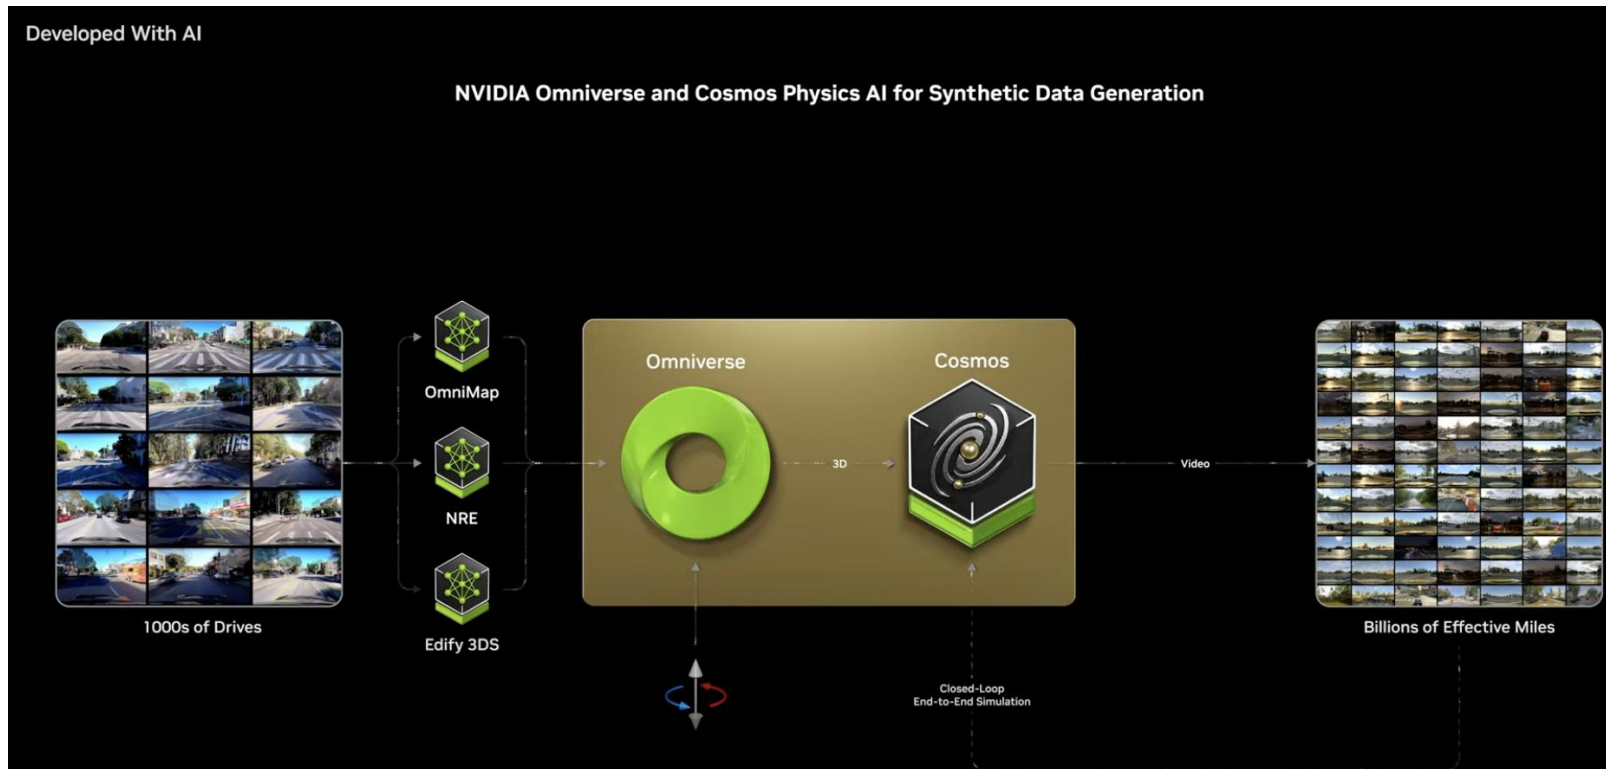 Developed With AI
NVIDIA Omniverse and Cosmos Physics AI for Synthetic Data Generation
1000s of Drives
OmniMap
NRE
Edify 3DS
Omniverse
3D
Cosmos
Closed-Loop
End-to-End Simulation
Video
Billions of Effective Miles